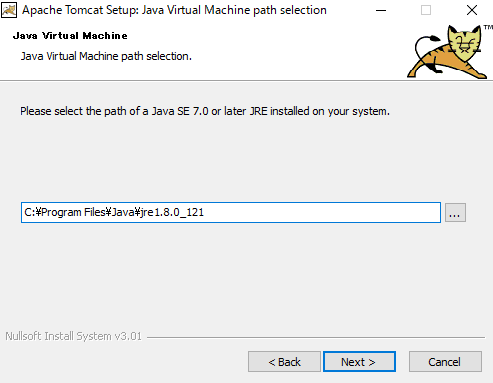 Apache Tomcat Setup: Java Virtual Machine path selection
Java Virtual Machine
Java Virtual Machine path selection.
TM
Please select the path of a Java SE 7.0 or later JRE installed on your system.
C:¥Program Files¥Java¥jre1.8.0_121
...
Nullsoft Install System v3.01
< Back
Next >
Cancel